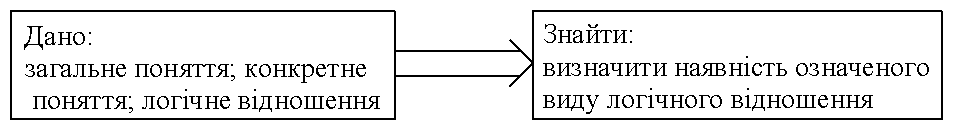 Дано:
загальне поняття; конкретне
поняття; логічне відношення
Знайти:
визначити наявність означеного
виду логічного відношення